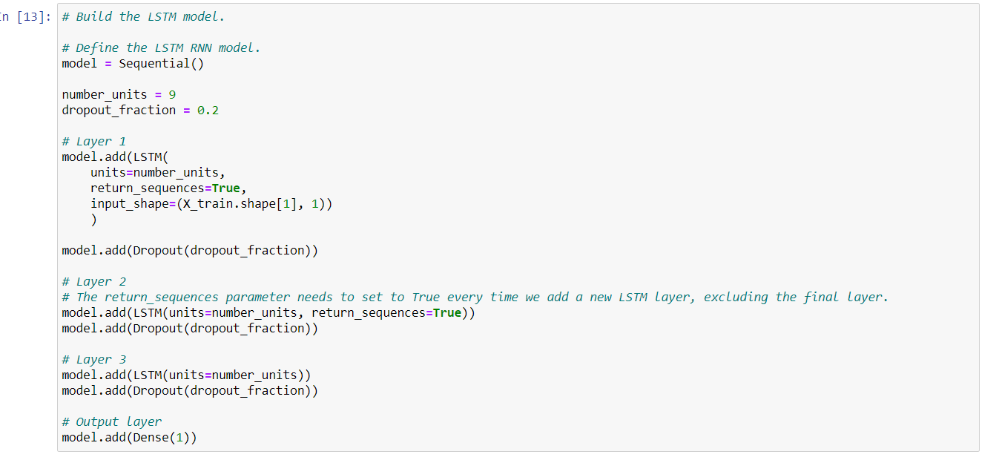 In [13]:
# Build the LSTM model.
# Define the LSTM RNN model.
model = Sequential()
number_units = 9
dropout_fraction = 0.2
# Layer 1
model.add(LSTM(
    units=number_units,
    return_sequences=True,
    input_shape=(X_train.shape[1], 1))
    )
model.add(Dropout(dropout_fraction))
# Layer 2
# The return_sequences parameter needs to set to True every time we add a new LSTM layer, excluding the final layer.
model.add(LSTM(units=number_units, return_sequences=True))
model.add(Dropout(dropout_fraction))
# Layer 3
model.add(LSTM(units=number_units))
model.add(Dropout(dropout_fraction))
# Output layer
model.add(Dense(1))